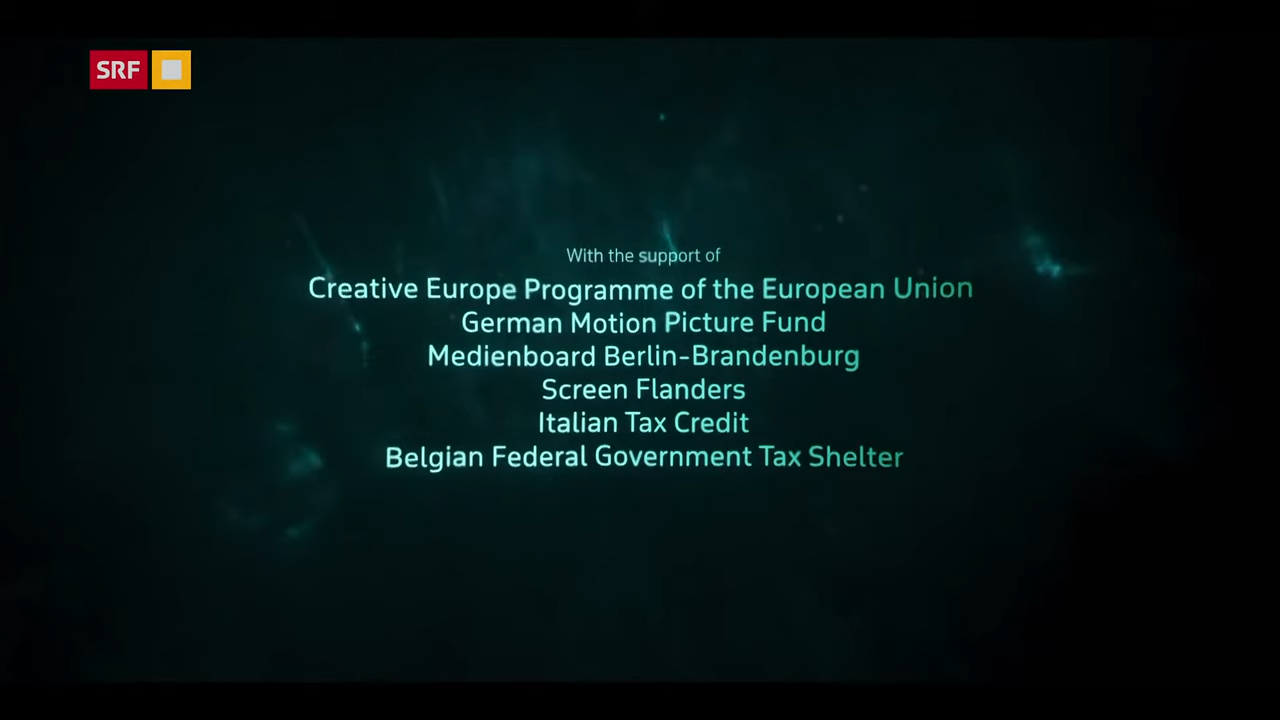 SRF
With the support of
Creative Europe Programme of the European Union
German Motion Picture Fund
Medienboard Berlin-Brandenburg
Screen Flanders
Italian Tax Credit
Belgian Federal Government Tax Shelter